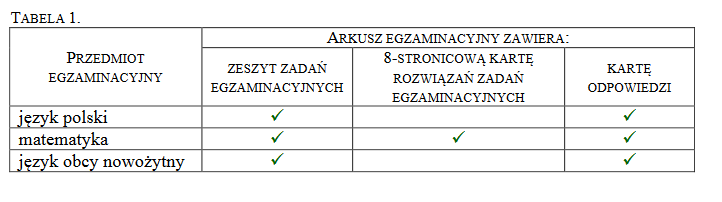 TABELA 1.
PRZEDMIOT EGZAMINACYJNY
ARKUSZ EGZAMINACYJNY ZAWIERA:
ZESZYT ZADAŃ EGZAMINACYJNYCH
8-STRONICOWĄ KARTĘ ROZWIĄZAŃ ZADAŃ EGZAMINACYJNYCH
KARTĘ ODPOWIEDZI
język polski ✓ ✓
matematyka ✓ ✓ ✓
język obcy nowożytny ✓ ✓